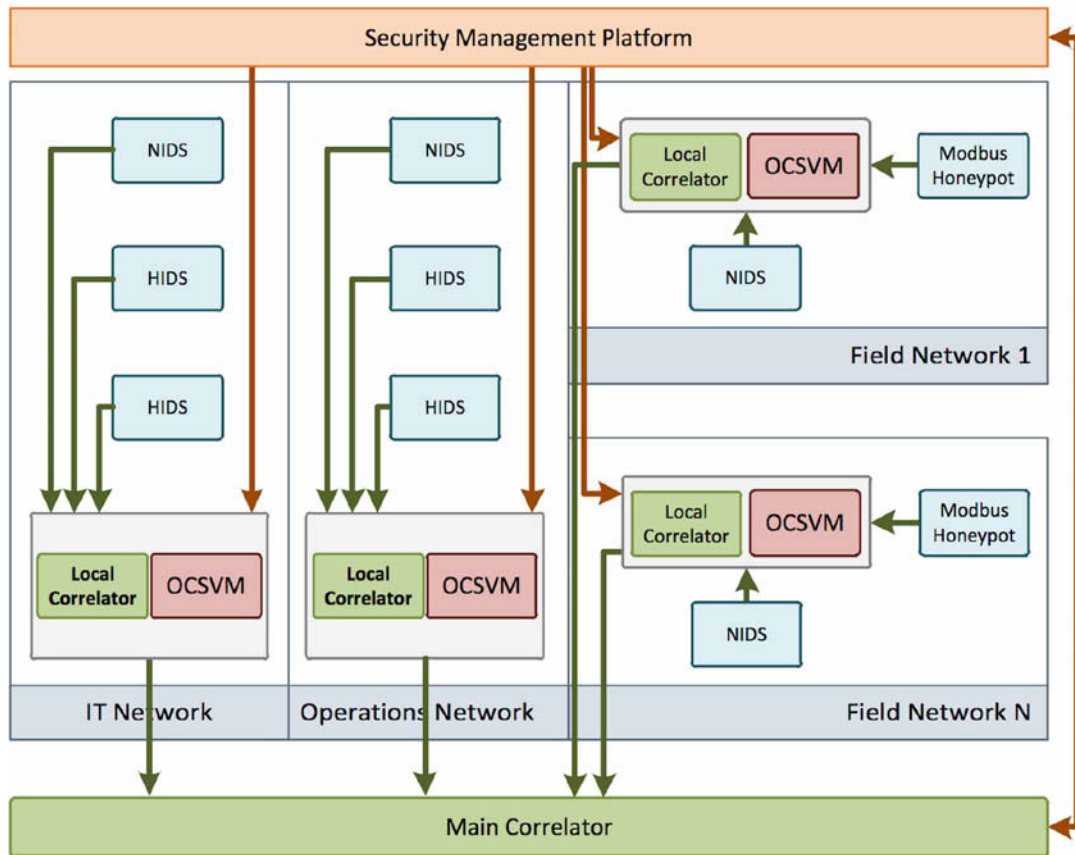 Security Management Platform
NIDS
HIDS
HIDS
Local
Correlator
OCSVM
IT Network
NIDS
HIDS
HIDS
Local
Correlator
OCSVM
Operations Network
Local
Correlator
OCSVM
Modbus
Honeypot
NIDS
Field Network 1
Local
Correlator
OCSVM
Modbus
Honeypot
NIDS
Field Network N
Main Correlator